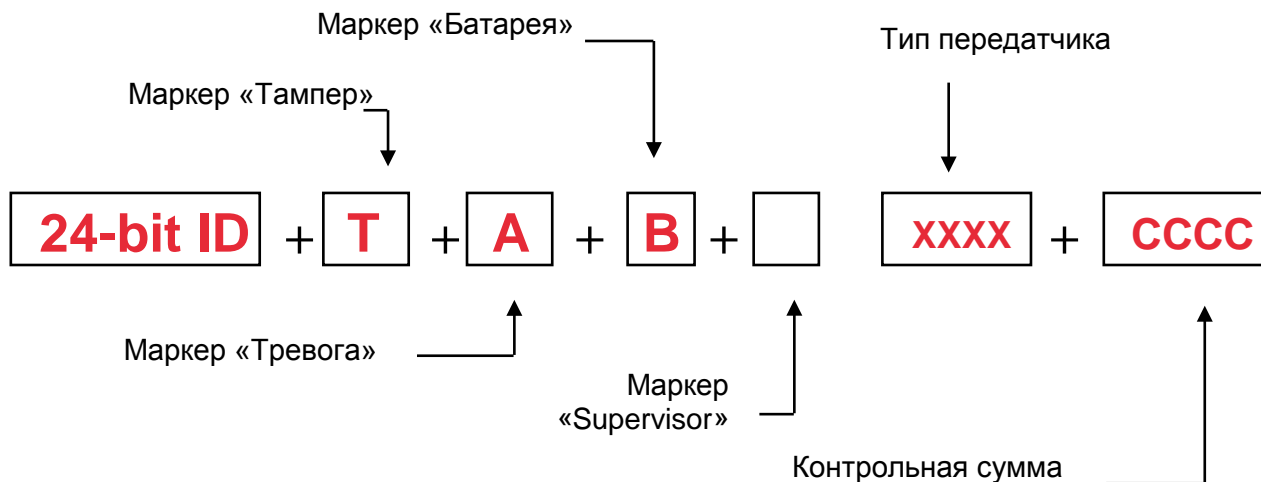 Маркер «Батарея»
Тип передатчика
Маркер «Тампер»
24-bit ID + T + A + B + XXXX + CCCC
Маркер «Тревога»
Маркер
«Supervisor»
Контрольная сумма